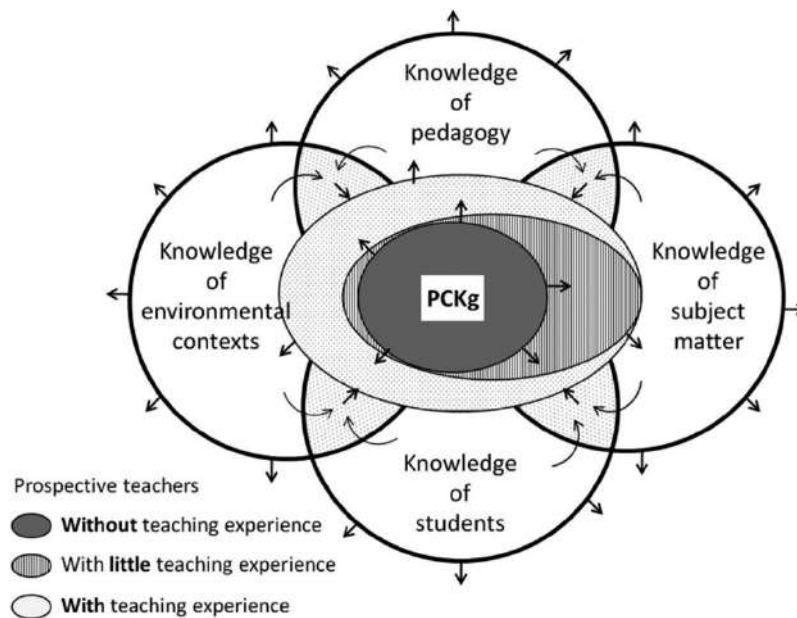 Knowledge
of
pedagogy
Knowledge
of
environmental
contexts
PCKg
Knowledge
of
subject
matter
Knowledge
of
students
Prospective teachers
Without teaching experience
With little teaching experience
With teaching experience